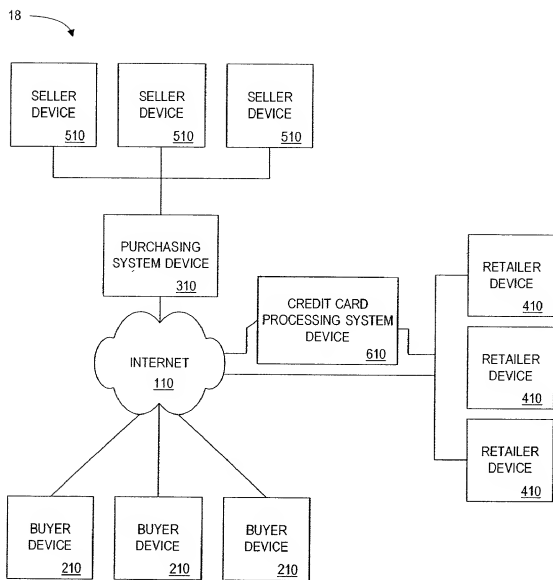 18
SELLER
DEVICE
510
SELLER
DEVICE
510
SELLER
DEVICE
510
PURCHASING
SYSTEM DEVICE
310
CREDIT CARD
PROCESSING SYSTEM
DEVICE
610
RETAILER
DEVICE
410
RETAILER
DEVICE
410
RETAILER
DEVICE
410
INTERNET
110
BUYER
DEVICE
210
BUYER
DEVICE
210
BUYER
DEVICE
210